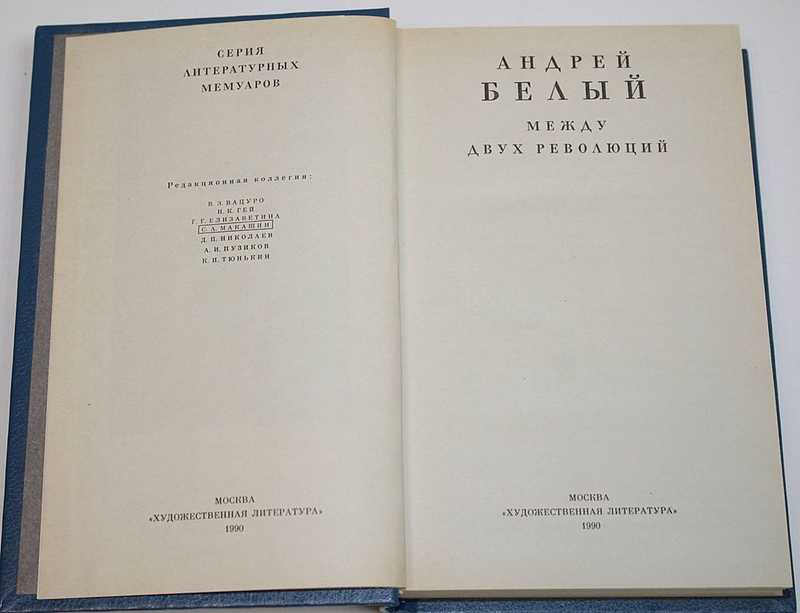 СЕРИЯ
ЛИТЕРАТУРНЫХ
МЕМУАРОВ
Редакционная коллегия:
В. Э. ВАЦУРО
Н. К. ГЕЙ
Г. Г. ЕЛИЗАВЕТИНА
С. А. МАКАШИН
Д. П. НИКОЛАЕВ
А. И. ПУЗИКОВ
К. И. ТЮНЬКИН
МОСКВА
«ХУДОЖЕСТВЕННАЯ ЛИТЕРАТУРА»
1990
АНДРЕЙ
БЕЛЫЙ
МЕЖДУ
ДВУХ РЕВОЛЮЦИЙ
МОСКВА
«ХУДОЖЕСТВЕННАЯ ЛИТЕРАТУРА»
1990